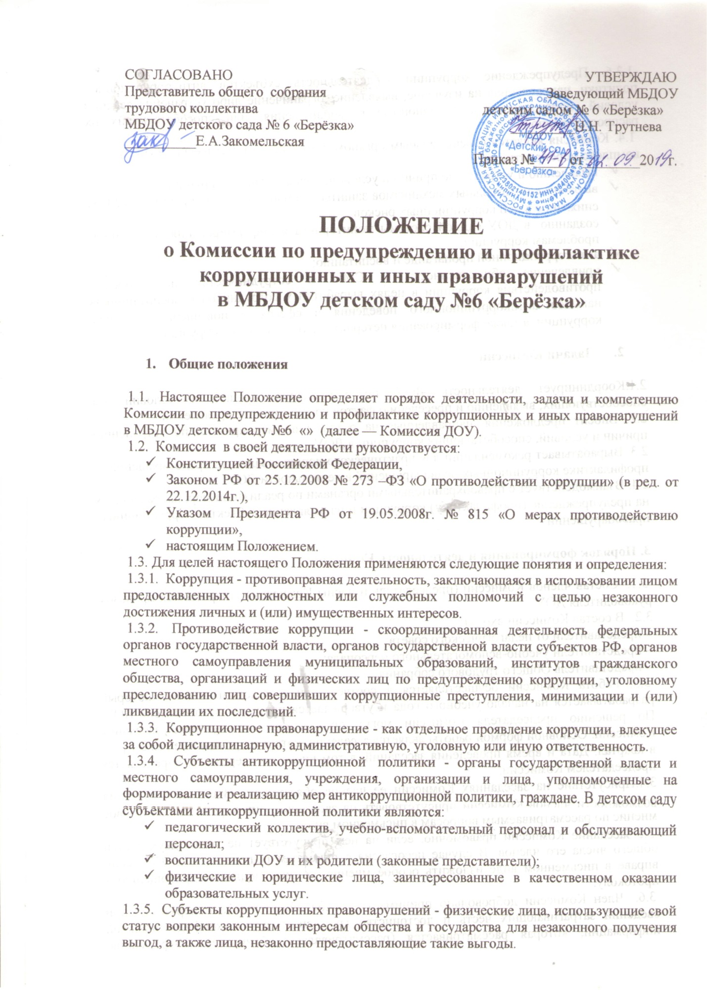 СОГЛАСОВАНО
Представитель общего собрания
трудового коллектива
МБДОУ детского сада № 6 «Берёзка»
Е.А.Закомельская
УТВЕРЖДАЮ
Заведующий МБДОУ
детским садом № 6 «Берёзка»
Н.Н. Трутнева
Приказ № 41-в от 02.09.2019г.
МБДОУ
«Детский сад
№ 6
«Берёзка»
ПОЛОЖЕНИЕ
о Комиссии по предупреждению и профилактике
коррупционных и иных правонарушений
в МБДОУ детском саду №6 «Берёзка»
1. Общие положения
1.1. Настоящее Положение определяет порядок деятельности, задачи и компетенцию
Комиссии по предупреждению и профилактике коррупционных и иных правонарушений
в МБДОУ детском саду №6 «» (далее — Комиссия ДОУ).
1.2. Комиссия в своей деятельности руководствуется:
✓ Конституцией Российской Федерации,
✓ Законом РФ от 25.12.2008 № 273 –ФЗ «О противодействии коррупции» (в ред. от
22.12.2014г.),
✓ Указом Президента РФ от 19.05.2008г. № 815 «О мерах противодействию
коррупции»,
✓ настоящим Положением.
1.3. Для целей настоящего Положения применяются следующие понятия и определения:
1.3.1. Коррупция - противоправная деятельность, заключающаяся в использовании лицом
предоставленных должностных или служебных полномочий с целью незаконного
достижения личных и (или) имущественных интересов.
1.3.2. Противодействие коррупции - скоординированная деятельность федеральных
органов государственной власти, органов государственной власти субъектов РФ, органов
местного самоуправления муниципальных образований, институтов гражданского
общества, организаций и физических лиц по предупреждению коррупции, уголовному
преследованию лиц совершивших коррупционные преступления, минимизации и (или)
ликвидации их последствий.
1.3.3. Коррупционное правонарушение - как отдельное проявление коррупции, влекущее
за собой дисциплинарную, административную, уголовную или иную ответственность.
1.3.4. Субъекты антикоррупционной политики - органы государственной власти и
местного самоуправления, учреждения, организации и лица, уполномоченные на
формирование и реализацию мер антикоррупционной политики, граждане. В детском саду
субъектами антикоррупционной политики являются:
✓ педагогический коллектив, учебно-вспомогательный персонал и обслуживающий
персонал;
✓ воспитанники ДОУ и их родители (законные представители);
✓ физические и юридические лица, заинтересованные в качественном оказании
образовательных услуг.
1.3.5. Субъекты коррупционных правонарушений - физические лица, использующие свой
статус вопреки законным интересам общества и государства для незаконного получения
выгод, а также лица, незаконно предоставляющие такие выгоды.